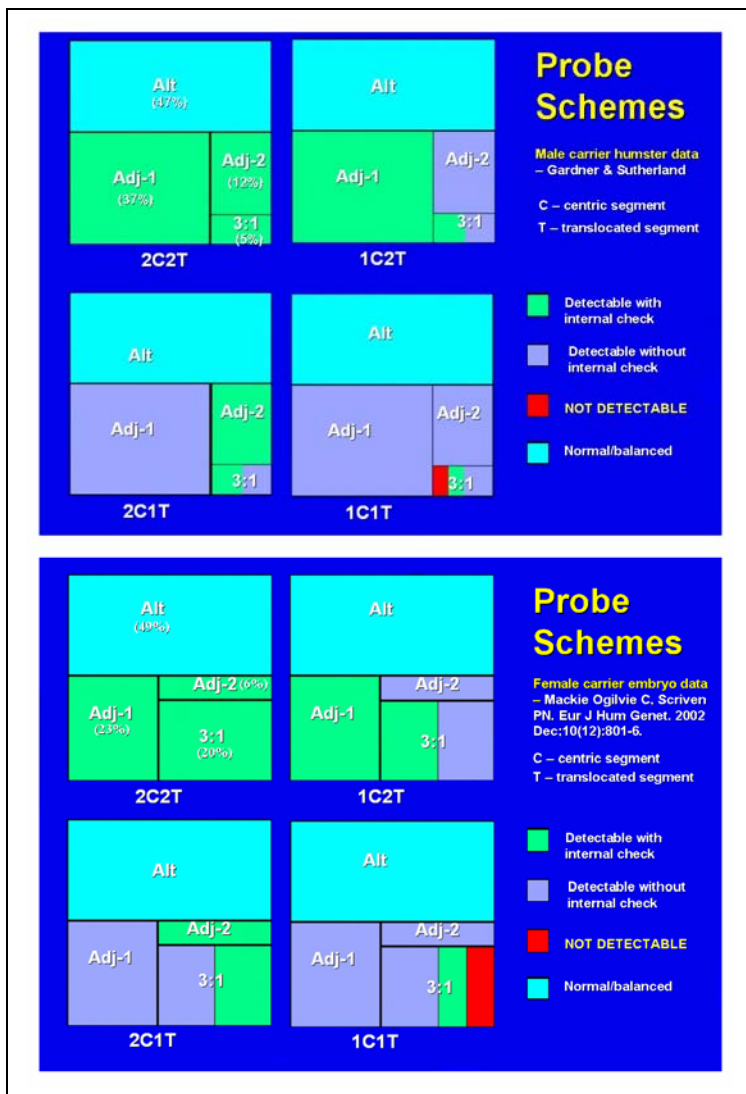 Alt
(47%)
Adj-1
(37%)
Adj-2
(12%)
3:1
(5%)
2C2T
Alt
Adj-1
Adj-2
3:1
1C2T
Alt
Adj-1
Adj-2
3:1
2C1T
Alt
Adj-1
Adj-2
3:1
1C1T
Probe
Schemes
Male carrier humster data
– Gardner & Sutherland
C – centric segment
T – translocated segment
Detectable with
internal check
Detectable without
internal check
NOT DETECTABLE
Normal/balanced
Alt
(49%)
Adj-1
(23%)
Adj-2 (6%)
3:1
(20%)
2C2T
Alt
Adj-1
Adj-2
3:1
1C2T
Alt
Adj-1
Adj-2
3:1
2C1T
Alt
Adj-1
Adj-2
3:1
1C1T
Probe
Schemes
Female carrier embryo data
– Mackie Ogilvie C, Scriven
PN. Eur J Hum Genet. 2002
Dec;10(12):801-6.
C – centric segment
T – translocated segment
Detectable with
internal check
Detectable without
internal check
NOT DETECTABLE
Normal/balanced